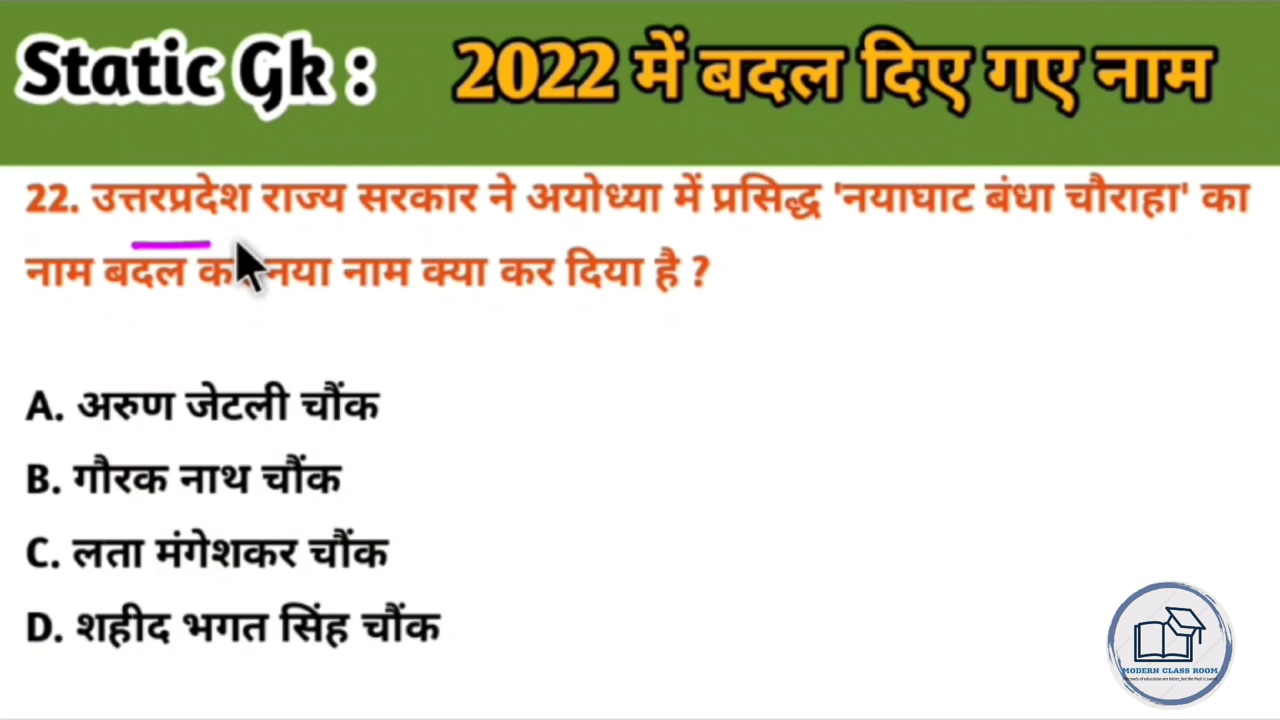 Static Gk : 2022 में बदल दिए गए नाम
22. उत्तरप्रदेश राज्य सरकार ने अयोध्या में प्रसिद्ध 'नयाघाट बंधा चौराहा' का
नाम बदल नया नाम क्या कर दिया है ?
A. अरुण जेटली चौंक
B. गौरक नाथ चौंक
C. लता मंगेशकर चौंक
D. शहीद भगत सिंह चौंक
MODERN CLASS ROOM